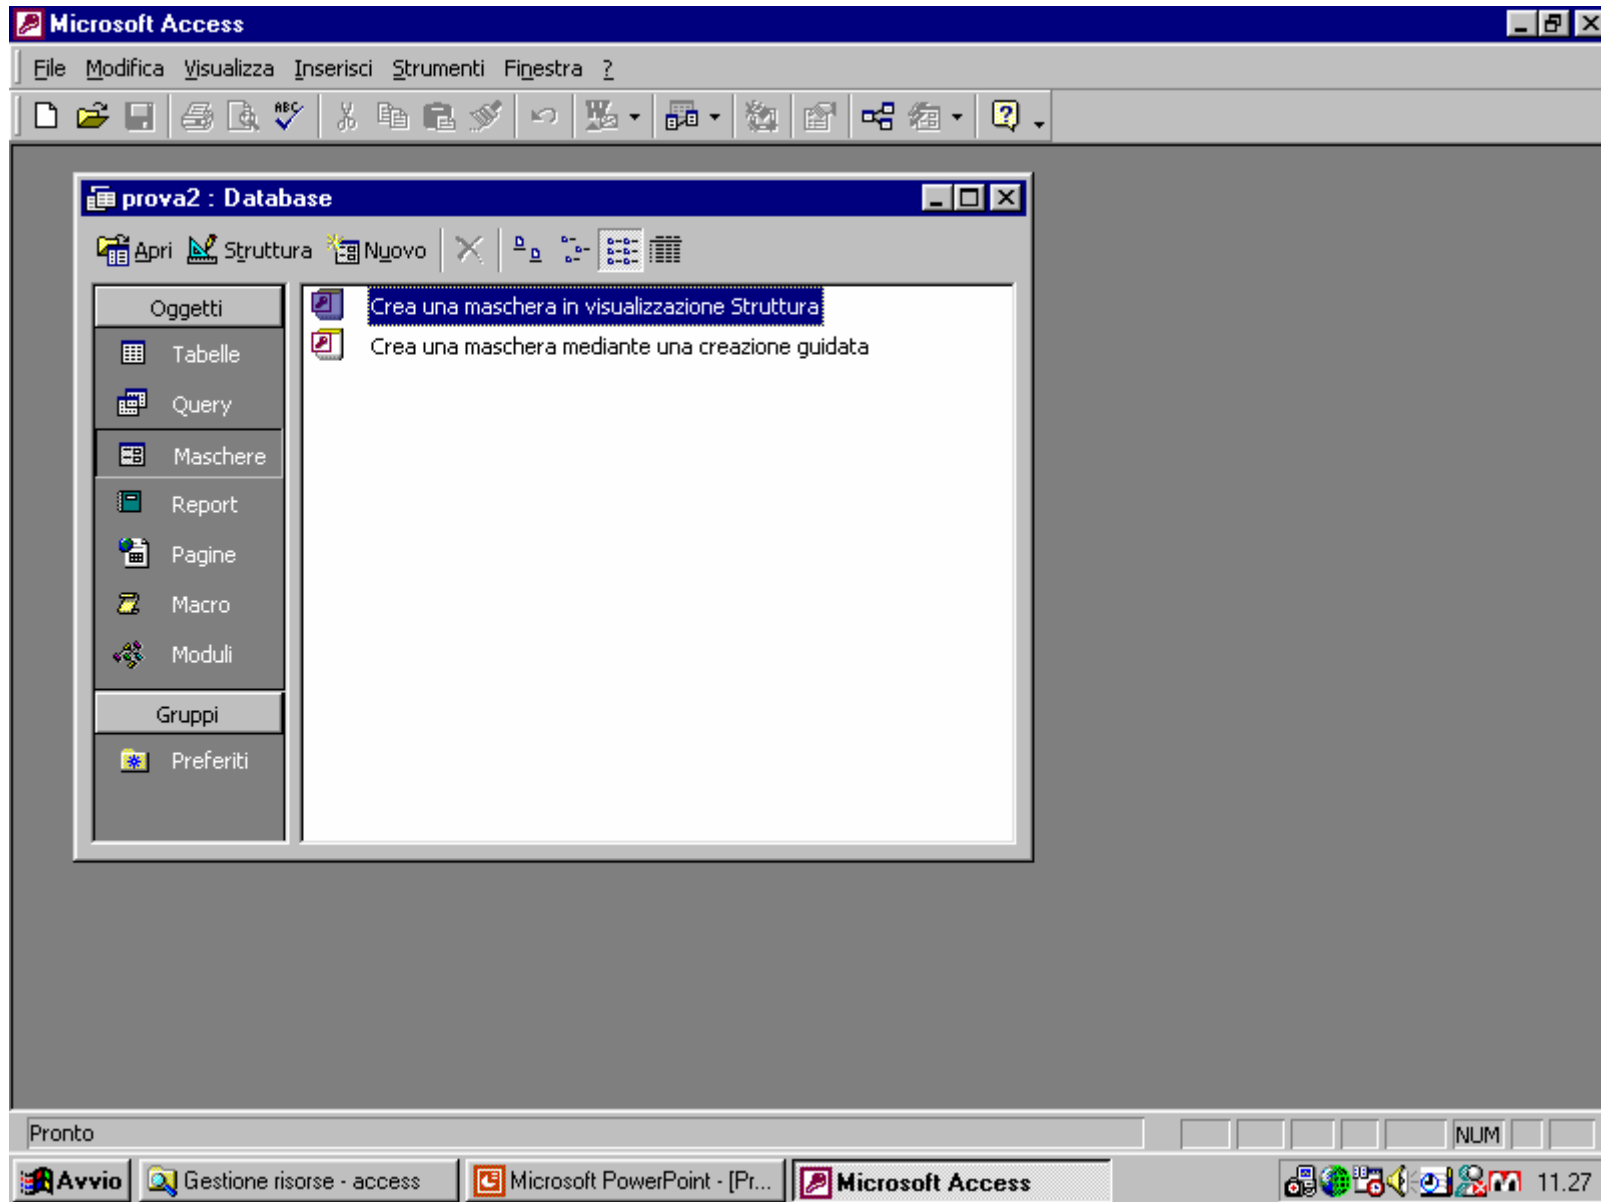 Microsoft Access
File Modifica Visualizza Inserisci Strumenti Finestra ?
ABC
prova2 : Database
Apri Struttura Nuovo
Oggetti
Tabelle
Query
Maschere
Report
Pagine
Macro
Moduli
Gruppi
Preferiti
Crea una maschera in visualizzazione Struttura
Crea una maschera mediante una creazione guidata
Pronto
NUM
Avvio
Gestione risorse - access
Microsoft PowerPoint - [Pr...
Microsoft Access
11.27